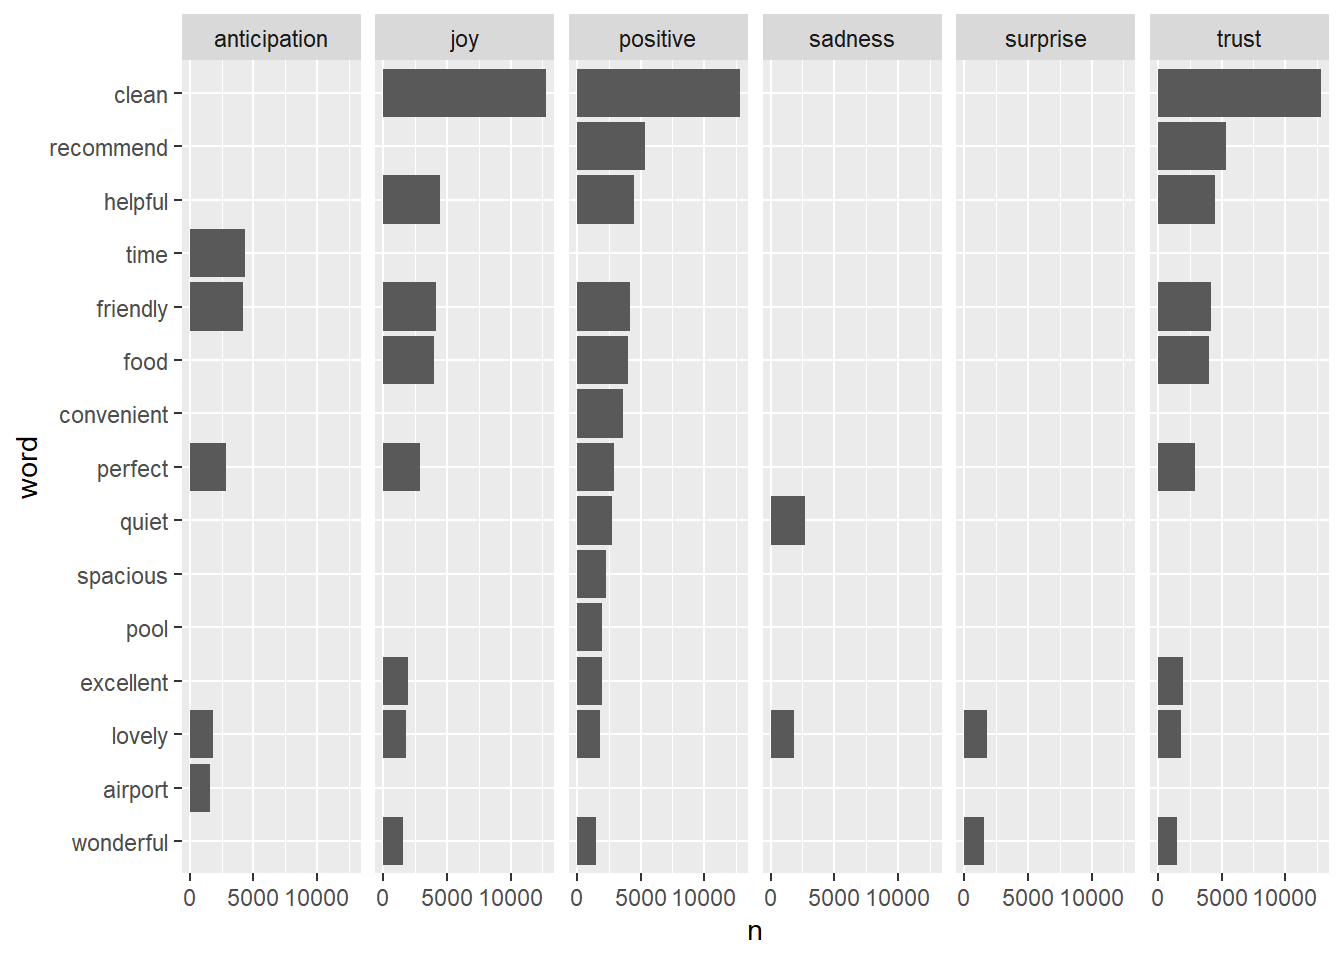 anticipation joy positive sadness surprise trust
clean
recommend
helpful
time
friendly
food
convenient
perfect
quiet
spacious
pool
excellent
lovely
airport
wonderful
word
0 5000 10000 0 5000 10000 0 5000 10000 0 5000 10000 0 5000 10000 0 5000 10000
n